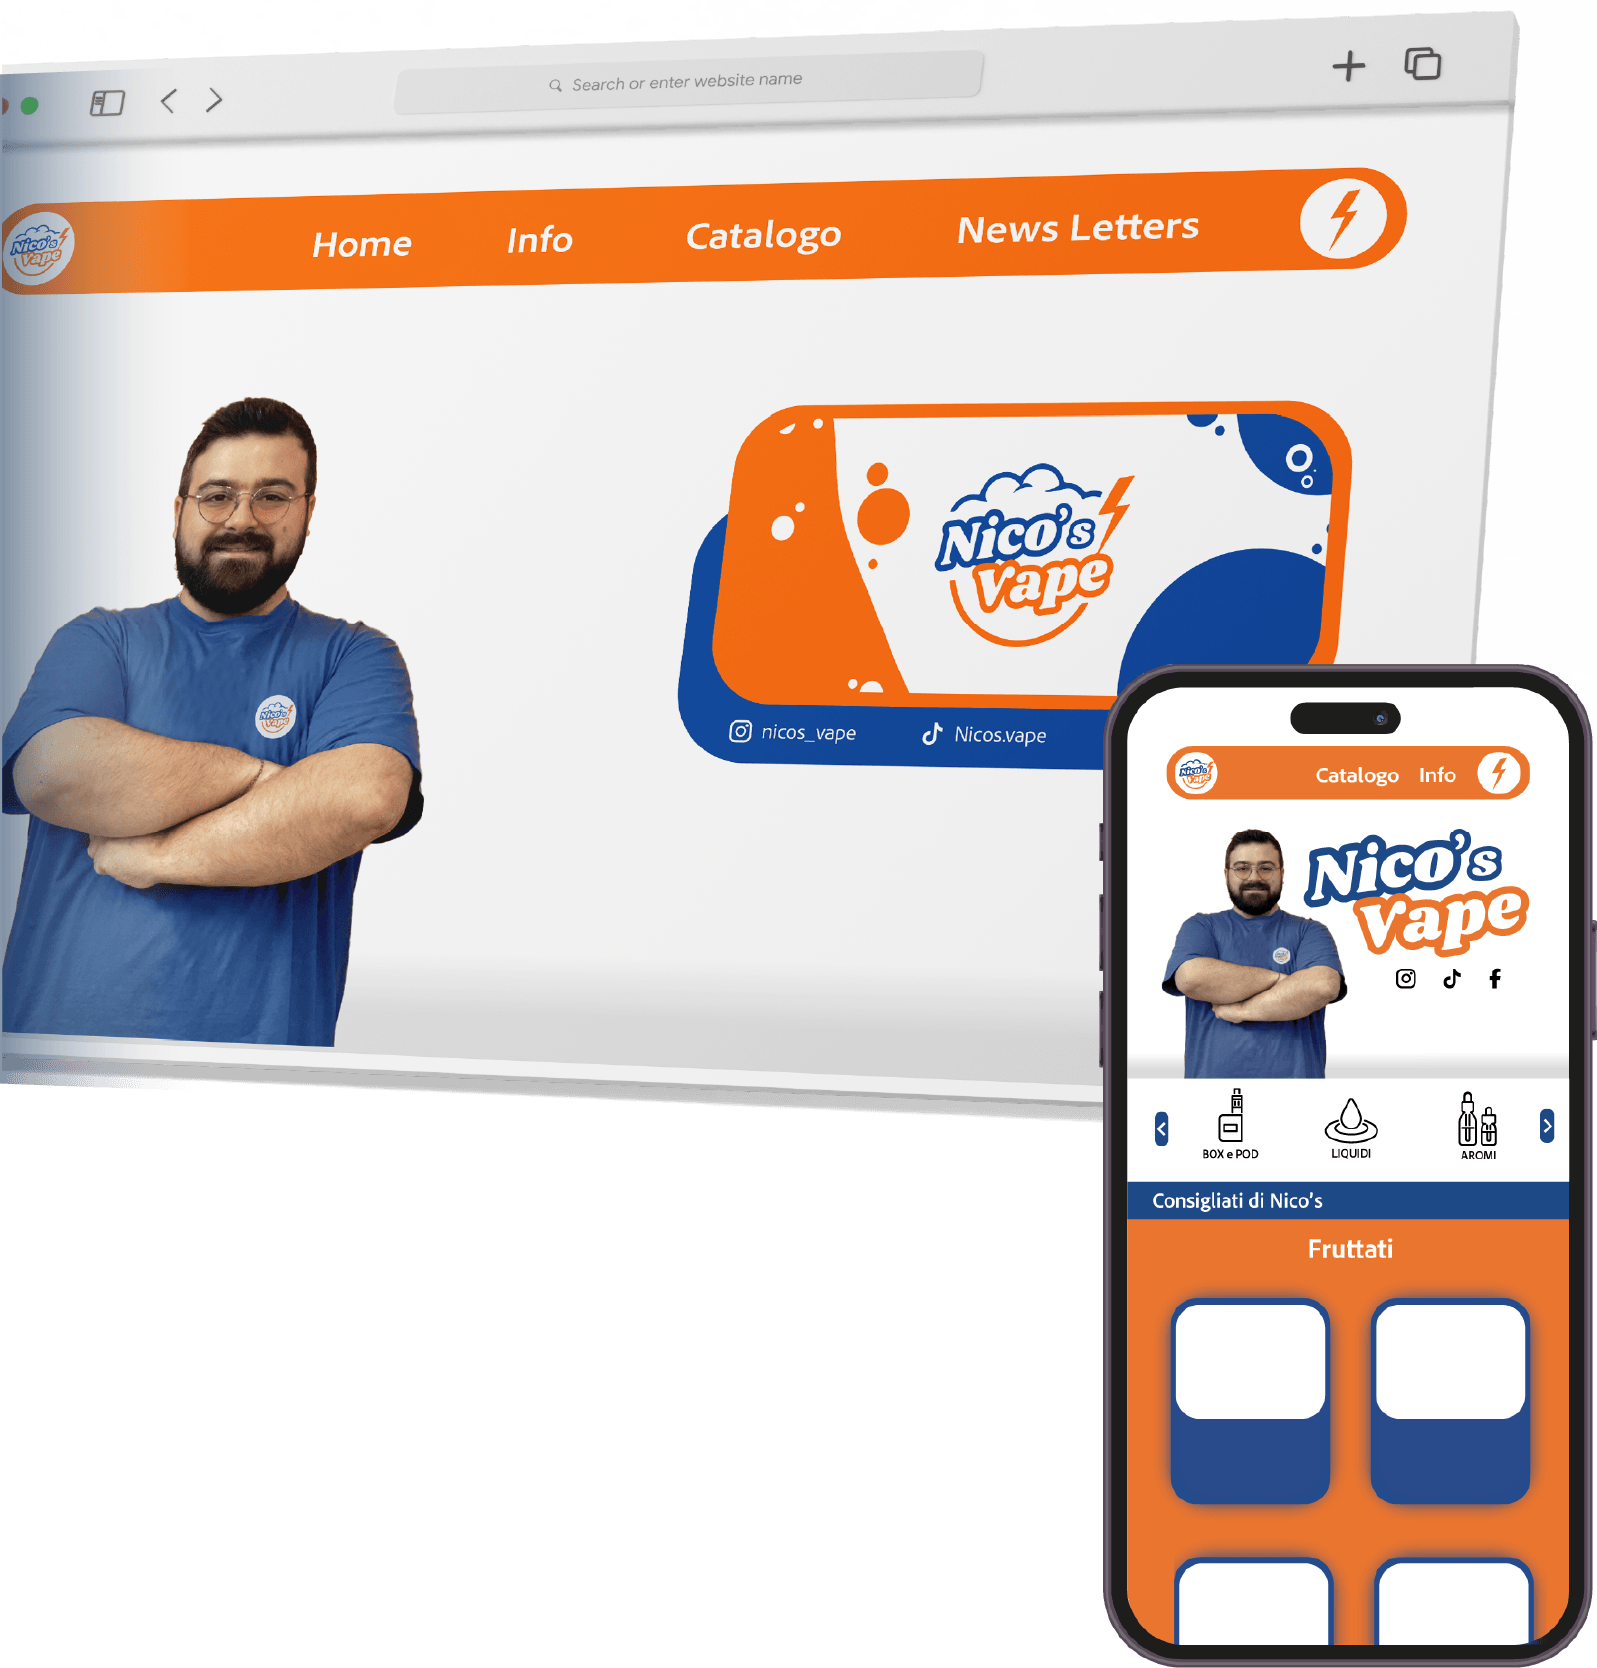 Search or enter website name
Nico's
Vape
Home
Info
Catalogo
News Letters
Nico's
Vape
Nico's
Vape
nicos_vape
Nicos.vape
Nico's
Vape
Catalogo
Info
Nico's
Vape
BOX e POD
LIQUIDI
AROMI
Consigliati di Nico's
Fruttati